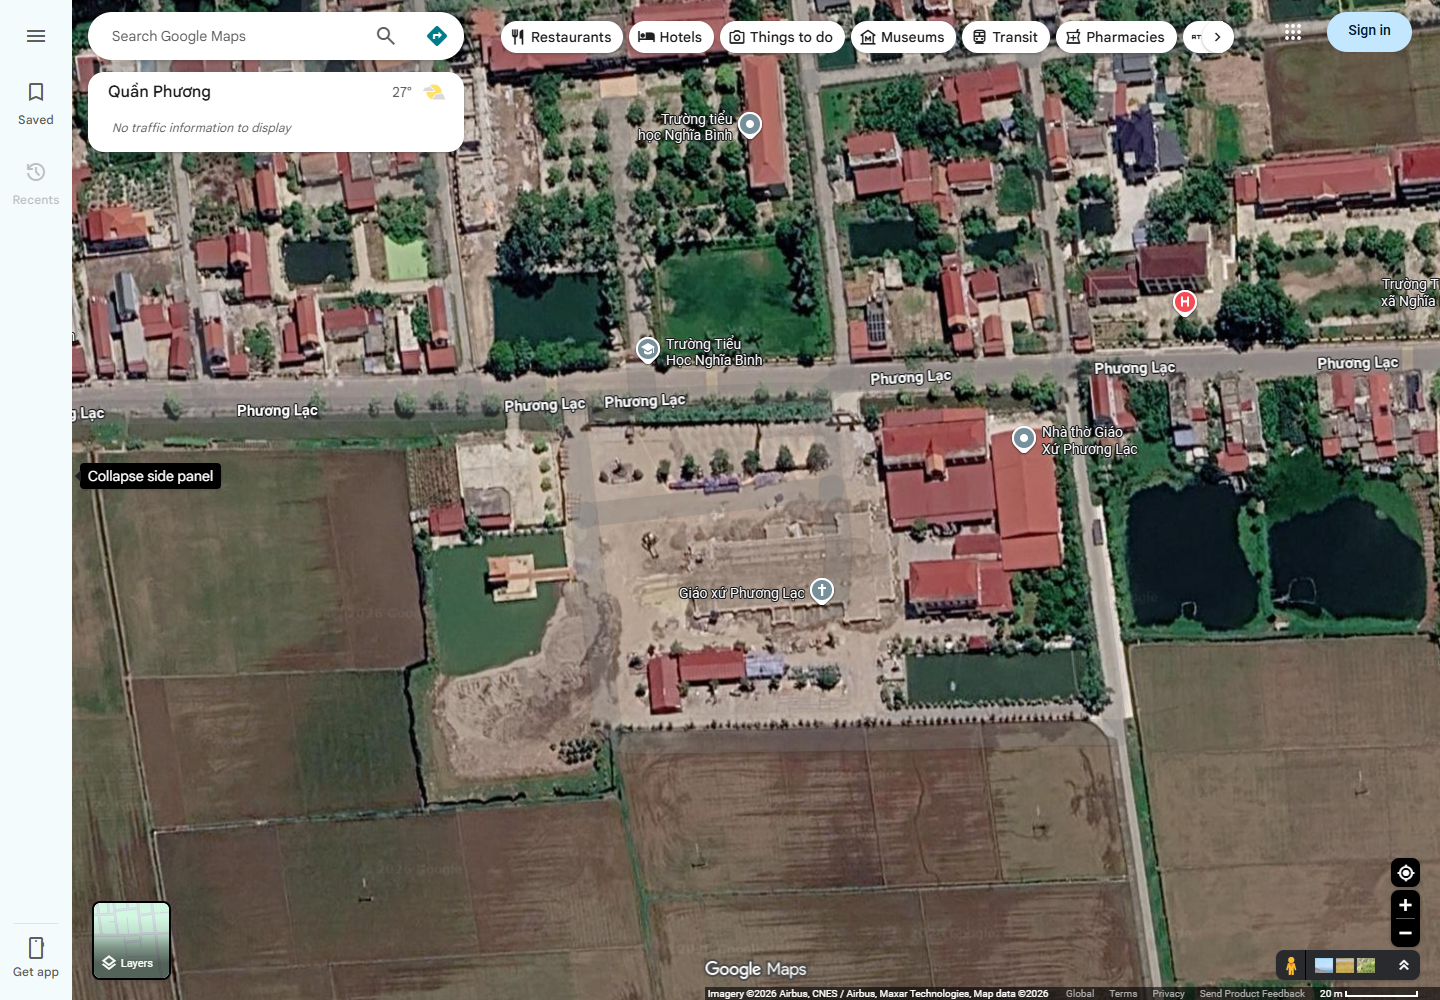 Search Google Maps
Restaurants
Hotels
Things to do
Museums
Transit
Pharmacies
Sign in
Saved
Recents
Quần Phương
27°
No traffic information to display
Trường tiểu
học Nghĩa Bình
Trường T
xã Nghĩa
Trường Tiểu
Học Nghĩa Bình
Phương Lạc
Phương Lạc
Phương Lạc
g Lạc
Phương Lạc
Phương Lạc
Phương Lạc
Nhà thờ Giáo
Xứ Phương Lạc
Collapse side panel
Giáo xứ Phương Lạc
Layers
Get app
Google Maps
Imagery ©2026 Airbus, CNES / Airbus, Maxar Technologies, Map data ©2026
Global
Terms
Privacy
Send Product Feedback
20 m